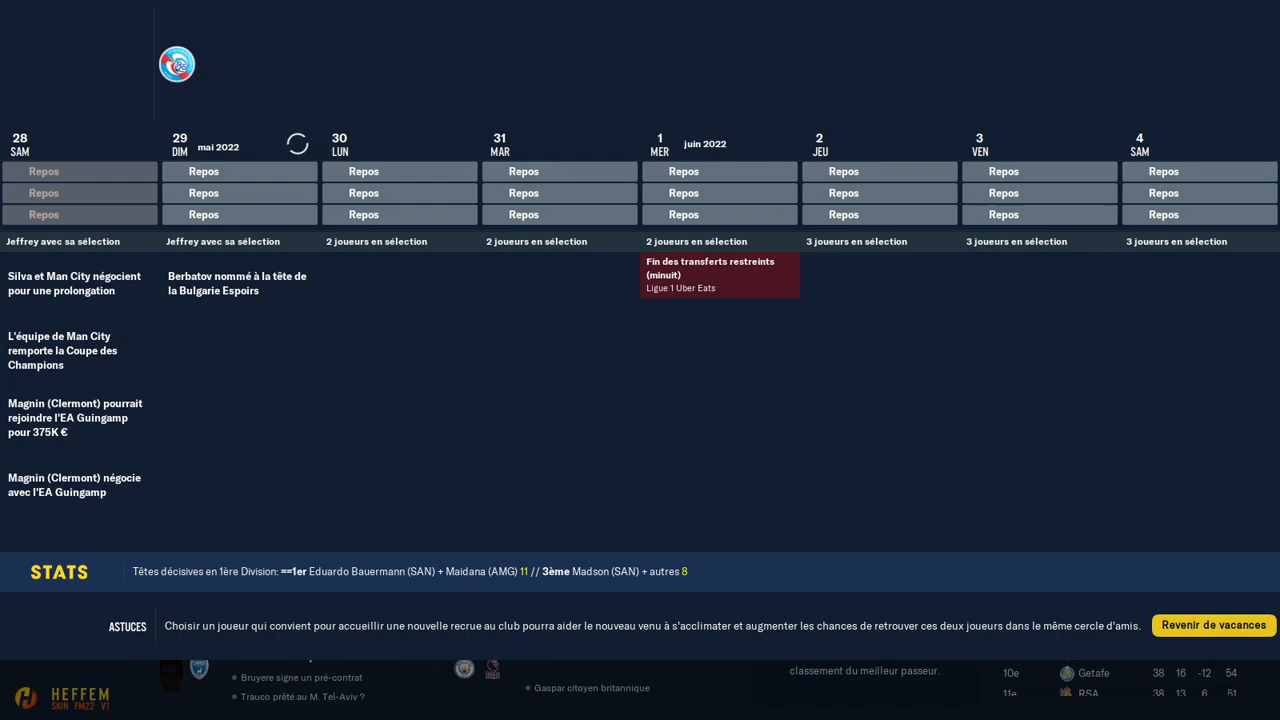 28
SAM
29
DIM
mai 2022
30
LUN
31
MAR
1
MER
juin 2022
2
JEU
3
VEN
4
SAM
Repos Repos Repos Repos Repos Repos Repos Repos
Repos Repos Repos Repos Repos Repos Repos Repos
Repos Repos Repos Repos Repos Repos Repos Repos
Jeffrey avec sa sélection Jeffrey avec sa sélection 2 joueurs en sélection 2 joueurs en sélection 2 joueurs en sélection 3 joueurs en sélection 3 joueurs en sélection 3 joueurs en sélection
Silva et Man City négocient
pour une prolongation
L'équipe de Man City
remporte la Coupe des
Champions
Magnin (Clermont) pourrait
rejoindre l'EA Guingamp
pour 375K €
Magnin (Clermont) négocie
avec l'EA Guingamp
Berbatov nommé à la tête de
la Bulgarie Espoirs
Fin des transferts restreints
(minuit)
Ligue 1 Uber Eats
STATS
Têtes décisives en 1ère Division: ==1er Eduardo Bauermann (SAN) + Maidana (AMG) 11 // 3ème Madson (SAN) + autres 8
ASTUCES
Choisir un joueur qui convient pour accueillir une nouvelle recrue au club pourra aider le nouveau venu à s'acclimater et augmenter les chances de retrouver ces deux joueurs dans le même cercle d'amis.
Revenir de vacances
HEFFEM
SKIN FM22 V1
Bruyere signe un pré-contrat
Trauco prêté au M. Tel-Aviv ?
Gaspar citoyen britannique
classement du meilleur passeur.
10e Getafe 38 16 -12 54
11e RSA 38 13 6 51